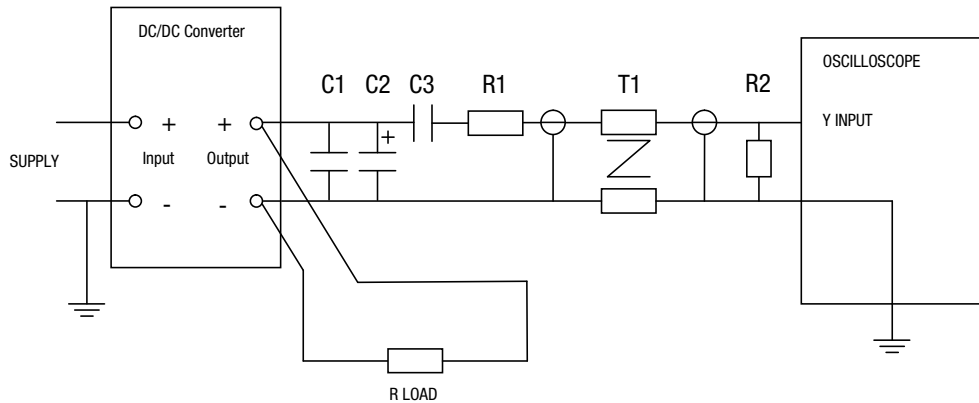 DC/DC Converter
OSCILLOSCOPE
C1
C2
C3
R1
T1
R2
+
+
+
Y INPUT
SUPPLY
Input
Output
-
-
R LOAD